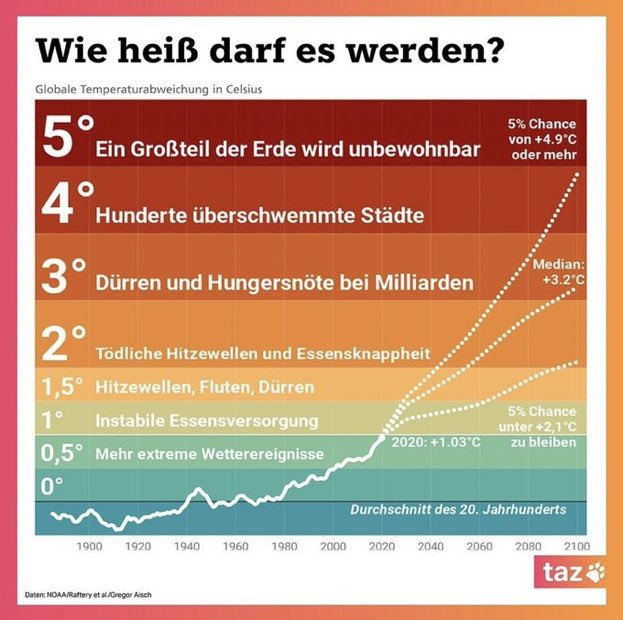 Wie heiß darf es werden?
Globale Temperaturabweichung in Celsius
5° Ein Großteil der Erde wird unbewohnbar
5% Chance
von +4.9°C
oder mehr
4° Hunderte überschwemmte Städte
3° Dürren und Hungersnöte bei Milliarden
Median:
+3.2°C
2° Tödliche Hitzewellen und Essensknappheit
1,5° Hitzewellen, Fluten, Dürren
1° Instabile Essensversorgung
5% Chance
unter +2,1°C
zu bleiben
2020: +1.03°C
0,5° Mehr extreme Wetterereignisse
0°
Durchschnitt des 20. Jahrhunderts
1900 1920 1940 1960 1980 2000 2020 2040 2060 2080 2100
taz
Daten: NOAA/Raftery et al./Gregor Aisch